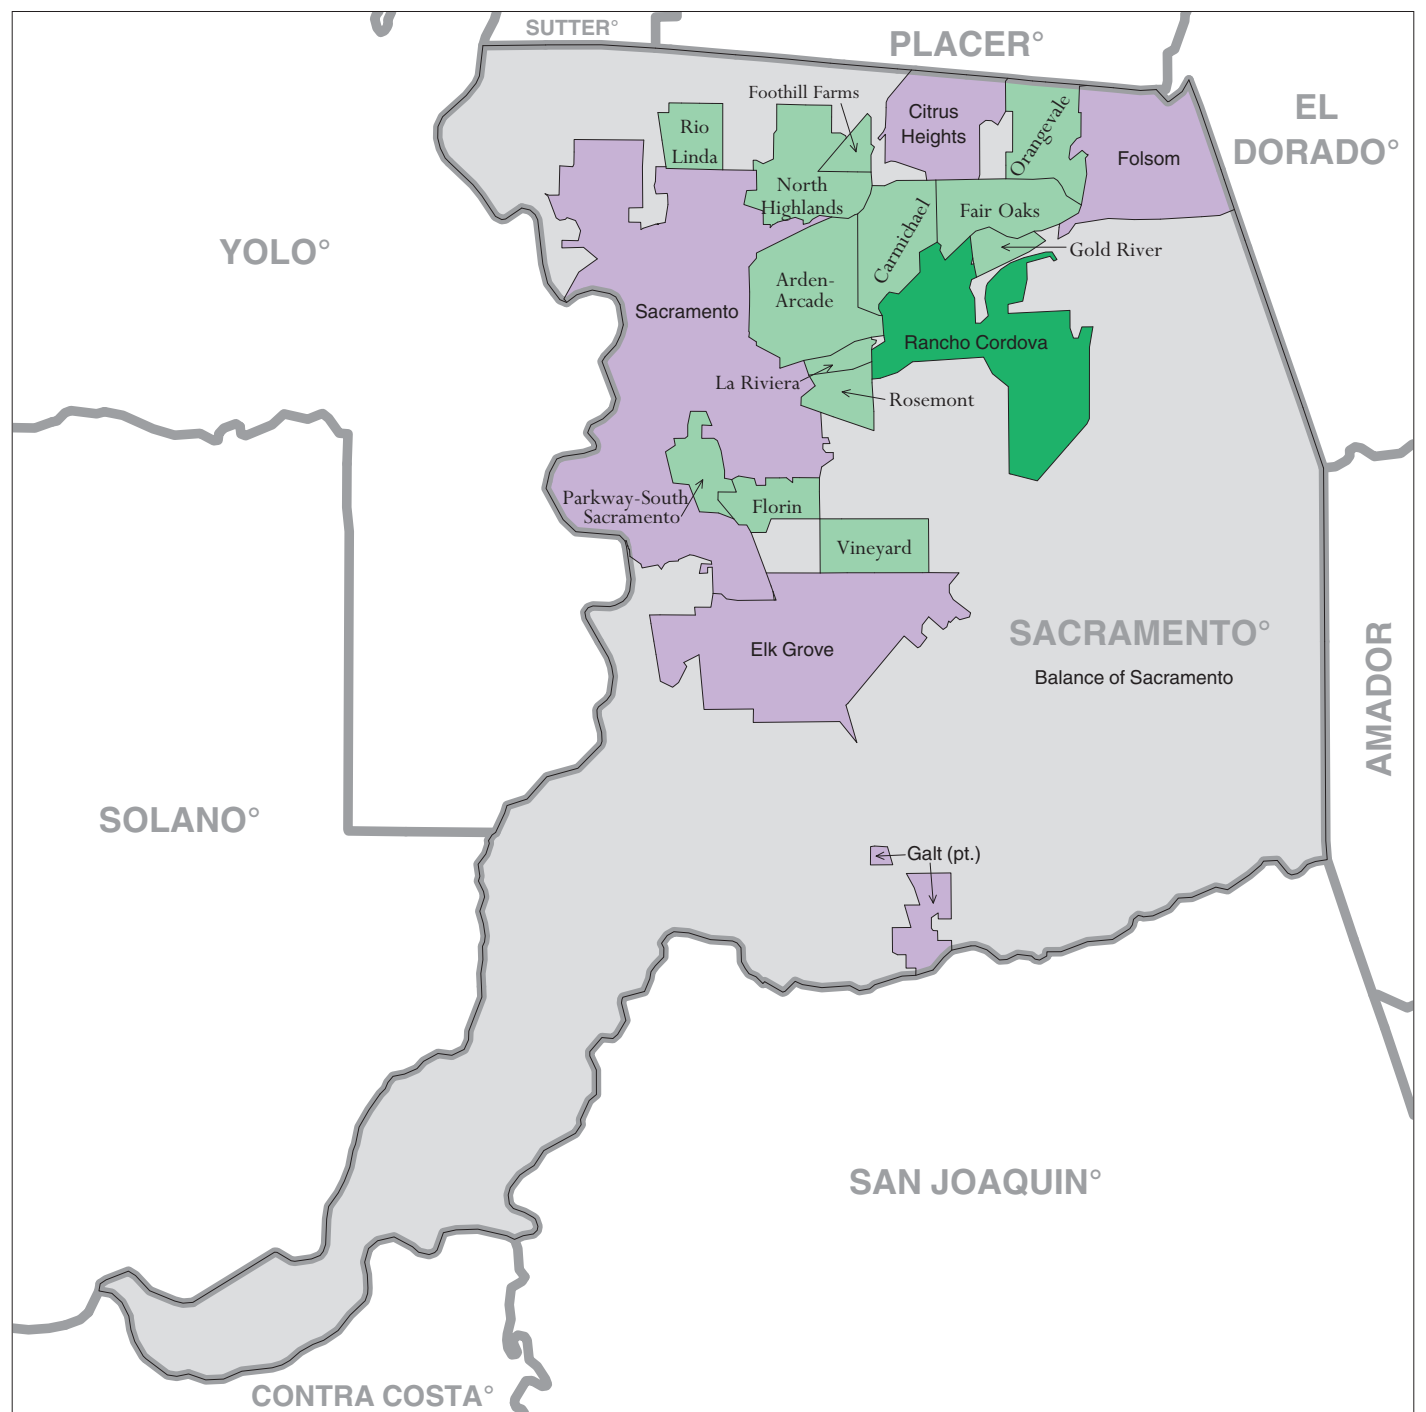 SUTTER°
PLACER°
EL
DORADO°
Foothill Farms
Citrus
Heights
Orangevale
Rio
Linda
Folsom
North
Highlands
Fair Oaks
Carmichael
YOLO°
Gold River
Arden-
Arcade
Sacramento
Rancho Cordova
La Riviera
Rosemont
Parkway-South
Sacramento
Florin
Vineyard
SACRAMENTO°
Elk Grove
Balance of Sacramento
AMADOR
SOLANO°
Galt (pt.)
SAN JOAQUIN°
CONTRA COSTA°